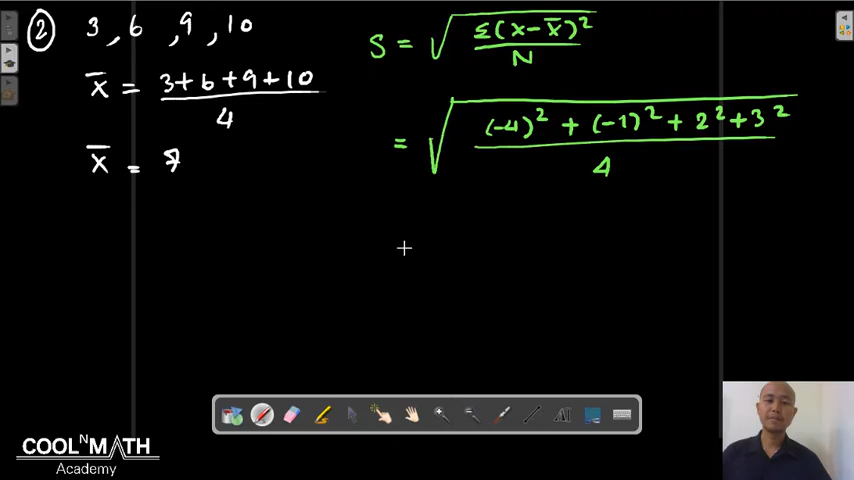 ② 3, 6, 9, 10
x̄ = (3+6+9+10)/4
x̄ = 7
S = √(Σ(x-x̄)²/N)
= √(((-4)² + (-1)² + 2² + 3²)/4)
AI
COOL N MATH
Academy